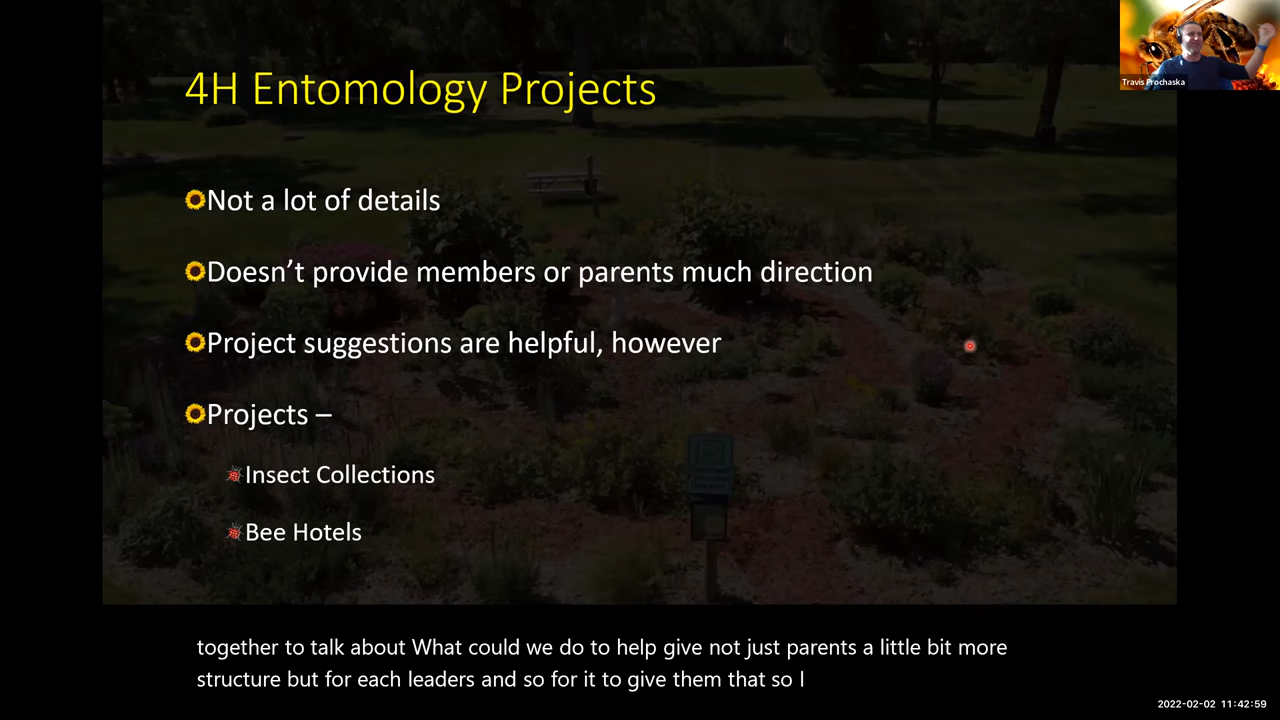 Travis Prochaska
4H Entomology Projects
Not a lot of details
Doesn't provide members or parents much direction
Project suggestions are helpful, however
Projects –
Insect Collections
Bee Hotels
together to talk about What could we do to help give not just parents a little bit more
structure but for each leaders and so for it to give them that so I
2022-02-02 11:42:59